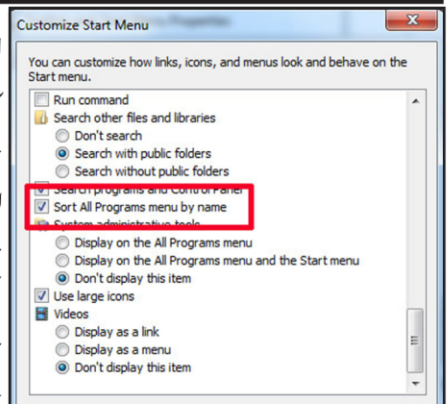 Customize Start Menu
You can customize how links, icons, and menus look and behave on the
Start menu.
Run command
Search other files and libraries
Don't search
Search with public folders
Search without public folders
Search programs and Control Panel
Sort All Programs menu by name
System administrative tools
Display on the All Programs menu
Display on the All Programs menu and the Start menu
Don't display this item
Use large icons
Videos
Display as a link
Display as a menu
Don't display this item